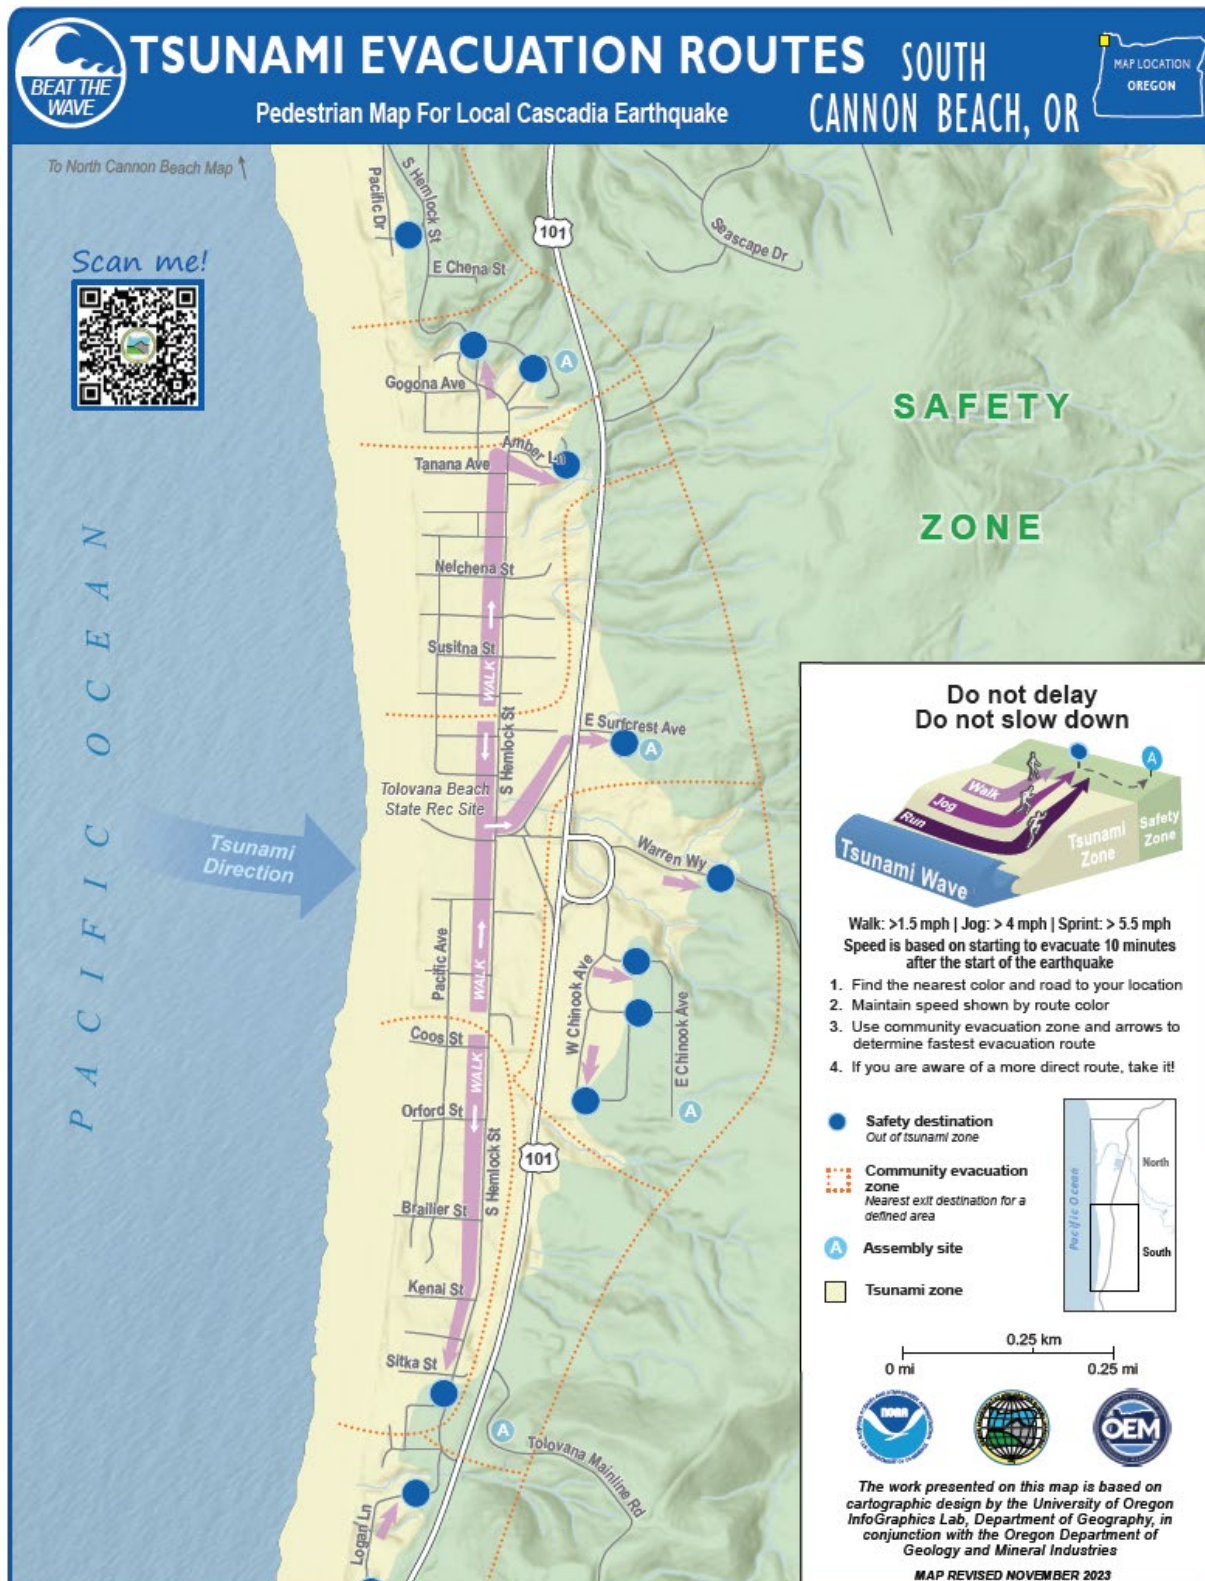 BEAT THE
WAVE
TSUNAMI EVACUATION ROUTES
Pedestrian Map For Local Cascadia Earthquake
SOUTH
CANNON BEACH, OR
MAP LOCATION
OREGON
To North Cannon Beach Map
Scan me!
Pacific Dr
S Hemlock St
101
Seascape Dr
E Chena St
A
Gogona Ave
SAFETY
ZONE
Amber Ln
Tanana Ave
Nelchena St
Susitna St
WALK
PACIFIC OCEAN
S Hemlock St
E Surfcrest Ave
A
Tolovana Beach
State Rec Site
Tsunami
Direction
Warren Wy
Pacific Ave
WALK
W Chinook Ave
E Chinook Ave
Coos St
WALK
Orford St
A
S Hemlock St
101
Brailler St
Kenai St
Sitka St
A
Tolovana Mainline Rd
Logan Ln
Do not delay
Do not slow down
A
Walk
Jog
Run
Tsunami
Zone
Safety
Zone
Tsunami Wave
Walk: >1.5 mph | Jog: > 4 mph | Sprint: > 5.5 mph
Speed is based on starting to evacuate 10 minutes
after the start of the earthquake
1. Find the nearest color and road to your location
2. Maintain speed shown by route color
3. Use community evacuation zone and arrows to
determine fastest evacuation route
4. If you are aware of a more direct route, take it!
Safety destination
Out of tsunami zone
Community evacuation
zone
Nearest exit destination for a
defined area
A Assembly site
Tsunami zone
Pacific Ocean
North
South
0.25 km
0 mi
0.25 mi
NOAA
OEM
The work presented on this map is based on
cartographic design by the University of Oregon
InfoGraphics Lab, Department of Geography, in
conjunction with the Oregon Department of
Geology and Mineral Industries
MAP REVISED NOVEMBER 2023